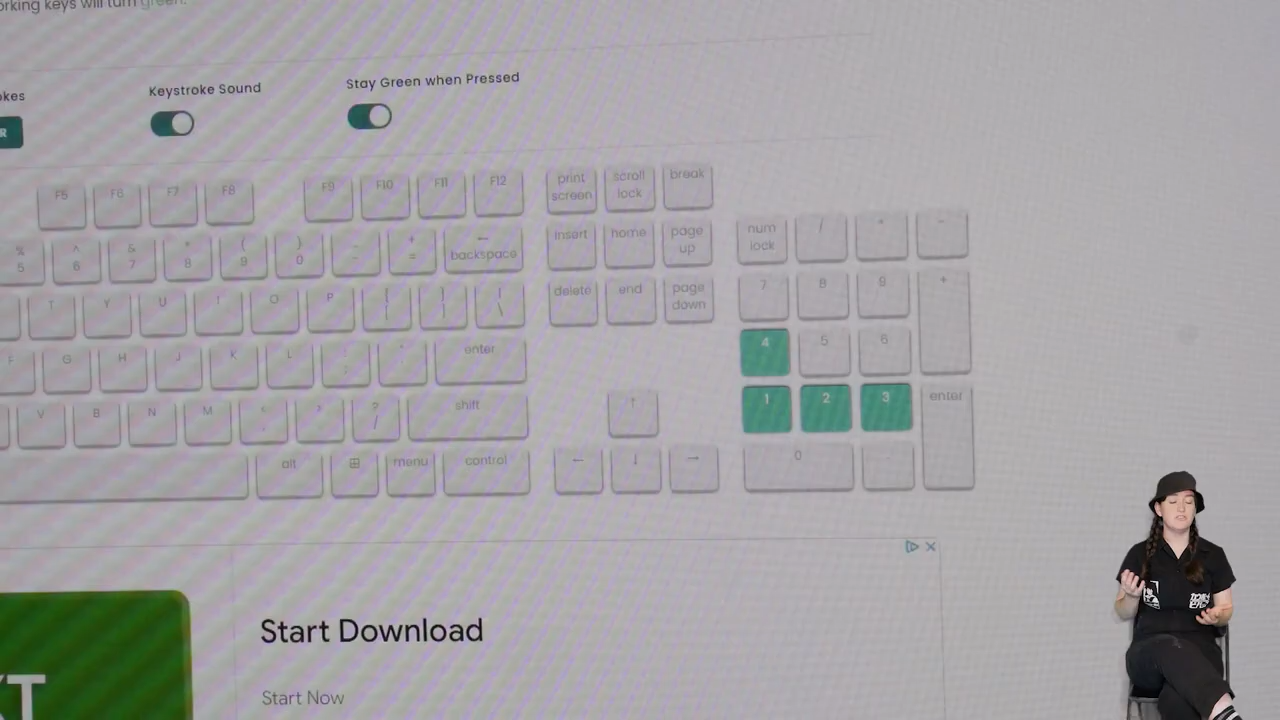 orking keys will turn green.
okes Keystroke Sound Stay Green when Pressed
R
F5 F6 F7 F8 F9 F10 F11 F12 print screen scroll lock break
% 5 ^ 6 & 7 * 8 ( 9 ) 0 - + = ← backspace insert home page up num lock / * -
T Y U I O P [ ] \ delete end page down 7 8 9 +
F G H J K L : ; ' enter 4 5 6
V B N M < > ? / shift ↑ 1 2 3 enter
alt ⊞ menu control ← ↓ → 0 .
Start Download
Start Now
XT